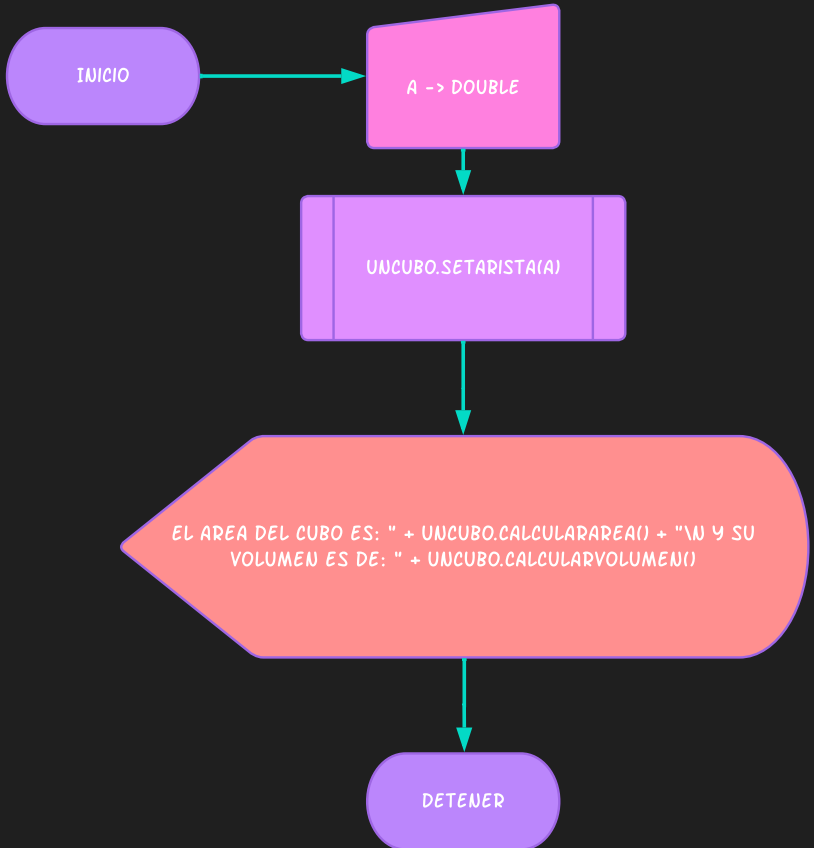 INICIO
A -> DOUBLE
UNCUBO.SETARISTA(A)
EL AREA DEL CUBO ES: " + UNCUBO.CALCULARAREA() + "\N Y SU
VOLUMEN ES DE: " + UNCUBO.CALCULARVOLUMEN()
DETENER